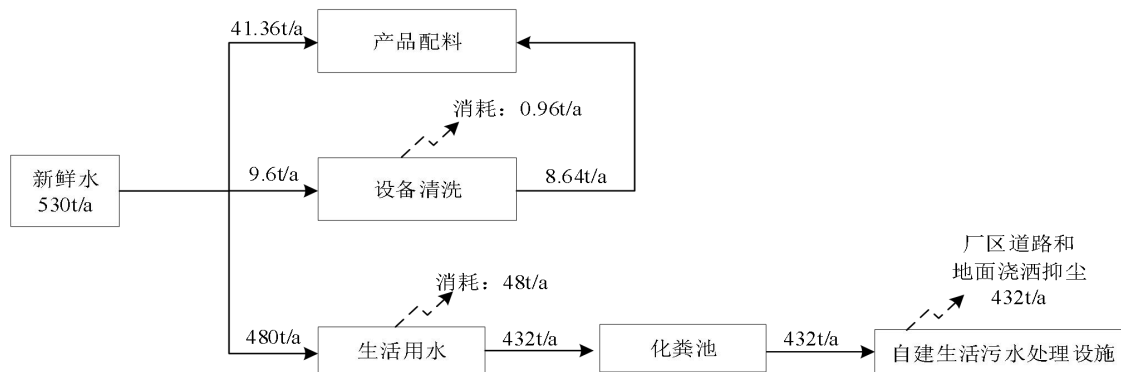 41.36t/a
产品配料
消耗：0.96t/a
新鲜水
530t/a
9.6t/a
设备清洗
8.64t/a
厂区道路和
地面浇洒抑尘
432t/a
消耗：48t/a
480t/a
生活用水
432t/a
化粪池
432t/a
自建生活污水处理设施